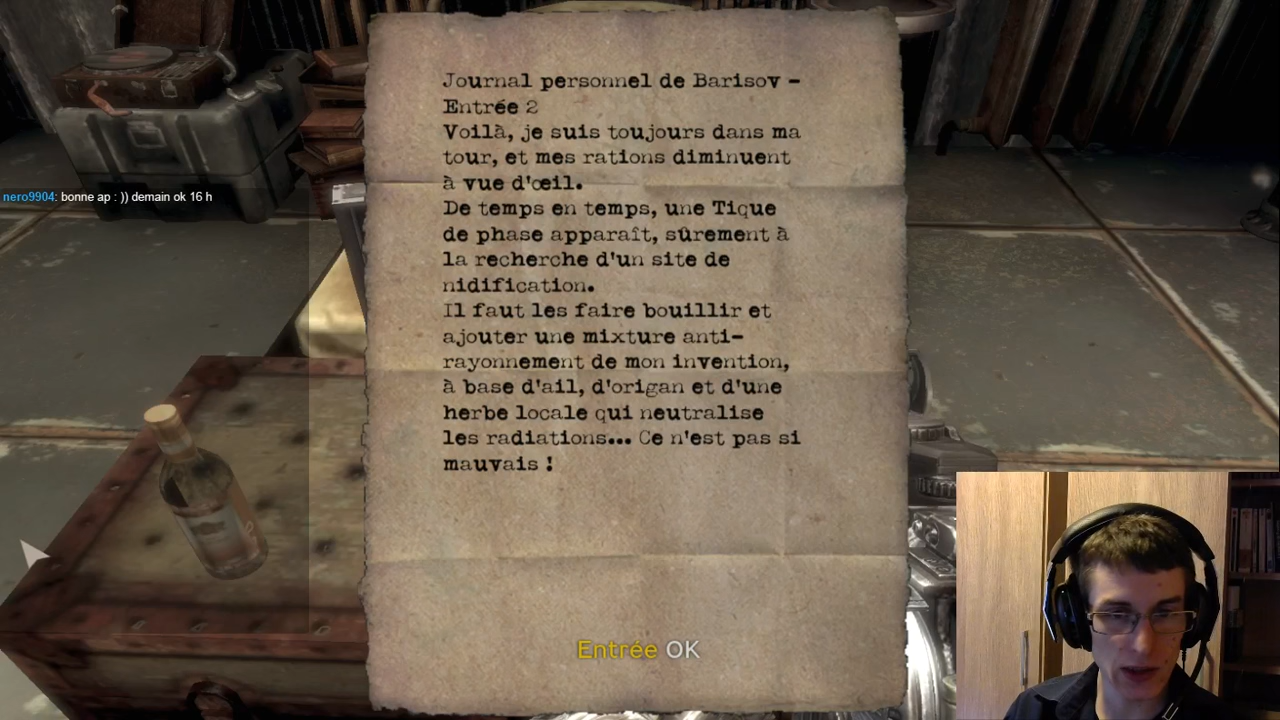 Journal personnel de Barisov -
Entrée 2
Voilà, je suis toujours dans ma
tour, et mes rations diminuent
à vue d'œil.
De temps en temps, une Tique
de phase apparaît, sûrement à
la recherche d'un site de
nidification.
Il faut les faire bouillir et
ajouter une mixture anti-
rayonnement de mon invention,
à base d'ail, d'origan et d'une
herbe locale qui neutralise
les radiations... Ce n'est pas si
mauvais !
nero9904: bonne ap : )) demain ok 16 h
Entrée OK